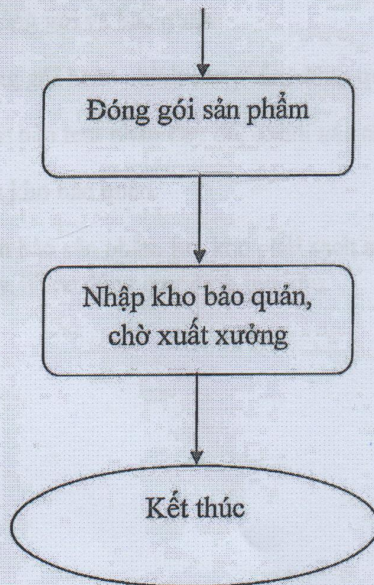 Đóng gói sản phẩm
Nhập kho bảo quản,
chờ xuất xưởng
Kết thúc